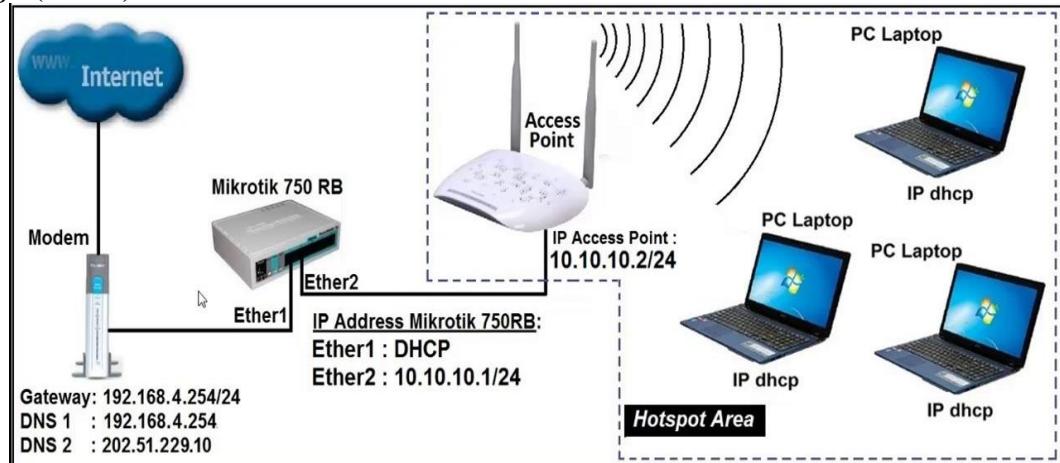 www.
Internet
Modem
Gateway: 192.168.4.254/24
DNS 1 : 192.168.4.254
DNS 2 : 202.51.229.10
Mikrotik 750 RB
Ether1
Ether2
IP Address Mikrotik 750RB:
Ether1 : DHCP
Ether2 : 10.10.10.1/24
Access
Point
IP Access Point :
10.10.10.2/24
PC Laptop
IP dhcp
PC Laptop
IP dhcp
PC Laptop
IP dhcp
Hotspot Area